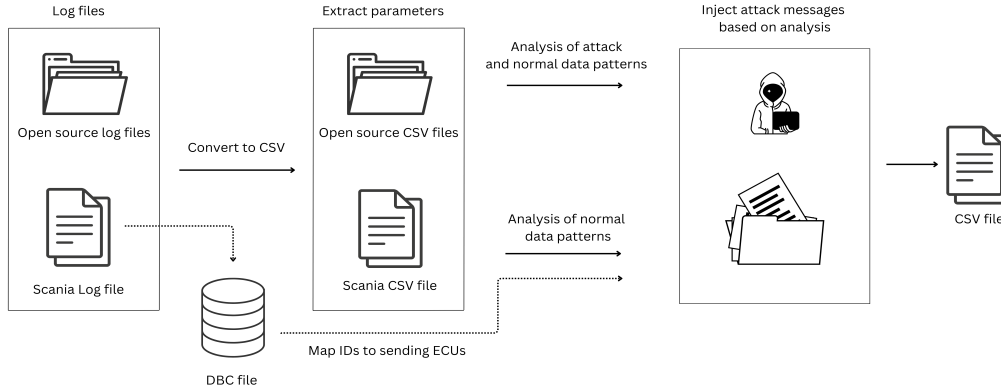 Log files
Extract parameters
Inject attack messages
based on analysis
Analysis of attack
and normal data patterns
Open source log files
Open source CSV files
Convert to CSV
Analysis of normal
data patterns
CSV file
Scania Log file
Scania CSV file
Map IDs to sending ECUs
DBC file